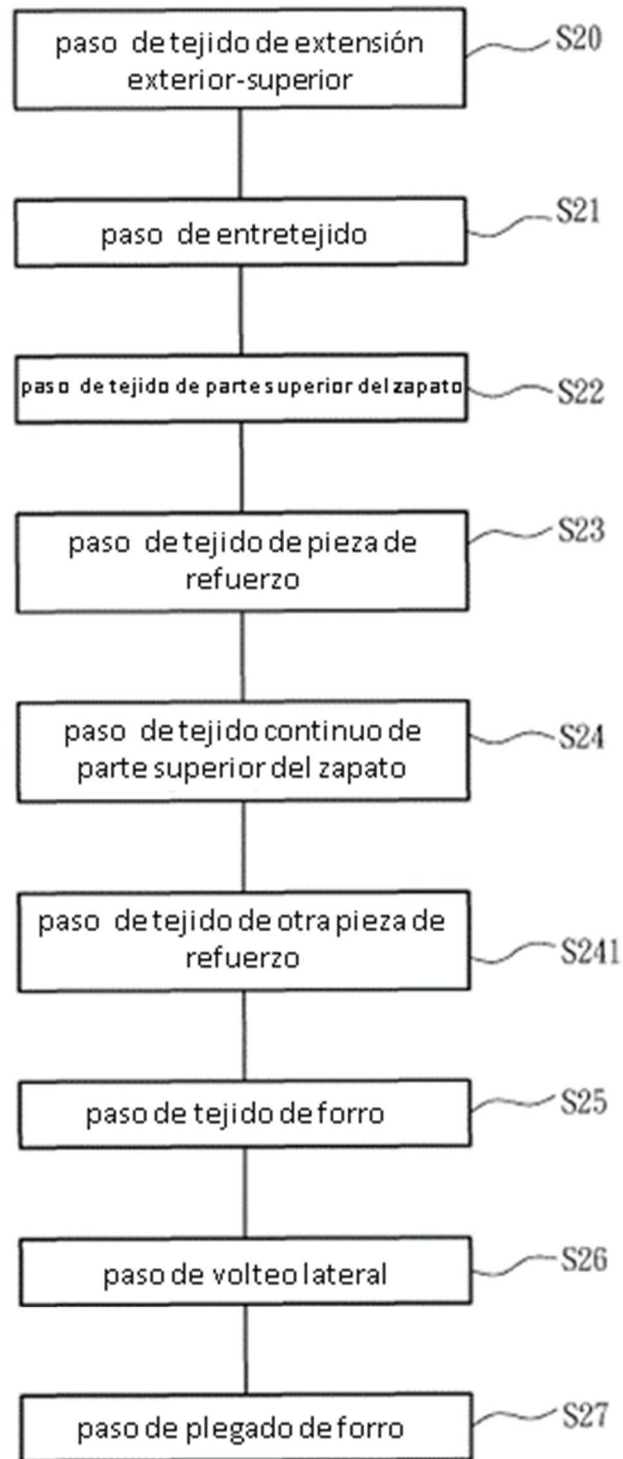 paso de tejido de extensión
exterior-superior
S20
paso de entretejido
S21
paso de tejido de parte superior del zapato
S22
paso de tejido de pieza de
refuerzo
S23
paso de tejido continuo de
parte superior del zapato
S24
paso de tejido de otra pieza de
refuerzo
S241
paso de tejido de forro
S25
paso de volteo lateral
S26
paso de plegado de forro
S27